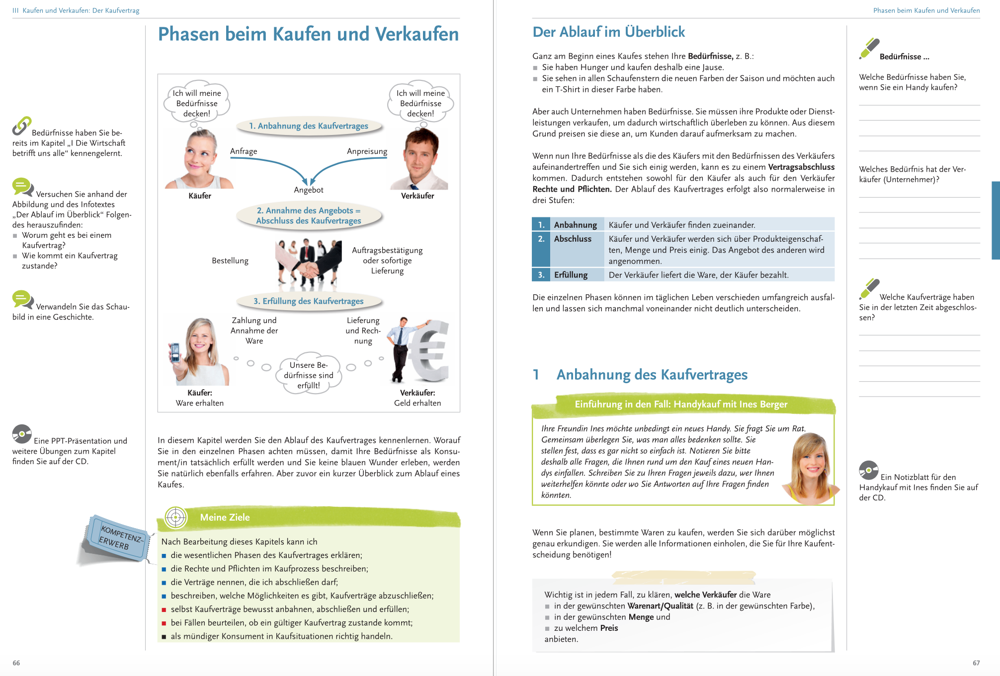 III Kaufen und Verkaufen: Der Kaufvertrag
Phasen beim Kaufen und Verkaufen
Bedürfnisse haben Sie be-
reits im Kapitel „I Die Wirtschaft
betrifft uns alle“ kennengelernt.
Versuchen Sie anhand der
Abbildung und des Infotextes
„Der Ablauf im Überblick“ Folgen-
des herauszufinden:
■ Worum geht es bei einem
Kaufvertrag?
■ Wie kommt ein Kaufvertrag
zustande?
Verwandeln Sie das Schau-
bild in eine Geschichte.
Eine PPT-Präsentation und
weitere Übungen zum Kapitel
finden Sie auf der CD.
Ich will meine
Bedürfnisse
decken!
Ich will meine
Bedürfnisse
decken!
1. Anbahnung des Kaufvertrages
Anfrage
Anpreisung
Angebot
Käufer
Verkäufer
2. Annahme des Angebots =
Abschluss des Kaufvertrages
Bestellung
Auftragsbestätigung
oder sofortige
Lieferung
3. Erfüllung des Kaufvertrages
Zahlung und
Annahme der
Ware
Lieferung
und Rech-
nung
Unsere Be-
dürfnisse sind
erfüllt!
Käufer:
Ware erhalten
Verkäufer:
Geld erhalten
In diesem Kapitel werden Sie den Ablauf des Kaufvertrages kennenlernen. Worauf
Sie in den einzelnen Phasen achten müssen, damit Ihre Bedürfnisse als Konsu-
ment/in tatsächlich erfüllt werden und Sie keine blauen Wunder erleben, werden
Sie natürlich ebenfalls erfahren. Aber zuvor ein kurzer Überblick zum Ablauf eines
Kaufes.
KOMPETENZ-
ERWERB
Meine Ziele
Nach Bearbeitung dieses Kapitels kann ich
■ die wesentlichen Phasen des Kaufvertrages erklären;
■ die Rechte und Pflichten im Kaufprozess beschreiben;
■ die Verträge nennen, die ich abschließen darf;
■ beschreiben, welche Möglichkeiten es gibt, Kaufverträge abzuschließen;
■ selbst Kaufverträge bewusst anbahnen, abschließen und erfüllen;
■ bei Fällen beurteilen, ob ein gültiger Kaufvertrag zustande kommt;
■ als mündiger Konsument in Kaufsituationen richtig handeln.
66
Phasen beim Kaufen und Verkaufen
Der Ablauf im Überblick
Ganz am Beginn eines Kaufes stehen Ihre Bedürfnisse, z. B.:
■ Sie haben Hunger und kaufen deshalb eine Jause.
■ Sie sehen in allen Schaufenstern die neuen Farben der Saison und möchten auch
ein T-Shirt in dieser Farbe haben.
Aber auch Unternehmen haben Bedürfnisse. Sie müssen ihre Produkte oder Dienst-
leistungen verkaufen, um dadurch wirtschaftlich überleben zu können. Aus diesem
Grund preisen sie diese an, um Kunden darauf aufmerksam zu machen.
Wenn nun Ihre Bedürfnisse als die des Käufers mit den Bedürfnissen des Verkäufers
aufeinandertreffen und Sie sich einig werden, kann es zu einem Vertragsabschluss
kommen. Dadurch entstehen sowohl für den Käufer als auch für den Verkäufer
Rechte und Pflichten. Der Ablauf des Kaufvertrages erfolgt also normalerweise in
drei Stufen:
1. Anbahnung Käufer und Verkäufer finden zueinander.
2. Abschluss Käufer und Verkäufer werden sich über Produkteigenschaf-
ten, Menge und Preis einig. Das Angebot des anderen wird
angenommen.
3. Erfüllung Der Verkäufer liefert die Ware, der Käufer bezahlt.
Die einzelnen Phasen können im täglichen Leben verschieden umfangreich ausfal-
len und lassen sich manchmal voneinander nicht deutlich unterscheiden.
1 Anbahnung des Kaufvertrages
Einführung in den Fall: Handykauf mit Ines Berger
Ihre Freundin Ines möchte unbedingt ein neues Handy. Sie fragt Sie um Rat.
Gemeinsam überlegen Sie, was man alles bedenken sollte. Sie
stellen fest, dass es gar nicht so einfach ist. Notieren Sie bitte
deshalb alle Fragen, die Ihnen rund um den Kauf eines neuen Han-
dys einfallen. Schreiben Sie zu Ihren Fragen jeweils dazu, wer Ihnen
weiterhelfen könnte oder wo Sie Antworten auf Ihre Fragen finden
könnten.
Wenn Sie planen, bestimmte Waren zu kaufen, werden Sie sich darüber möglichst
genau erkundigen. Sie werden alle Informationen einholen, die Sie für Ihre Kaufent-
scheidung benötigen!
Wichtig ist in jedem Fall, zu klären, welche Verkäufer die Ware
■ in der gewünschten Warenart/Qualität (z. B. in der gewünschten Farbe),
■ in der gewünschten Menge und
■ zu welchem Preis
anbieten.
Bedürfnisse ...
Welche Bedürfnisse haben Sie,
wenn Sie ein Handy kaufen?
Welches Bedürfnis hat der Ver-
käufer (Unternehmer)?
Welche Kaufverträge haben
Sie in der letzten Zeit abgeschlos-
sen?
Ein Notizblatt für den
Handykauf mit Ines finden Sie auf
der CD.
67